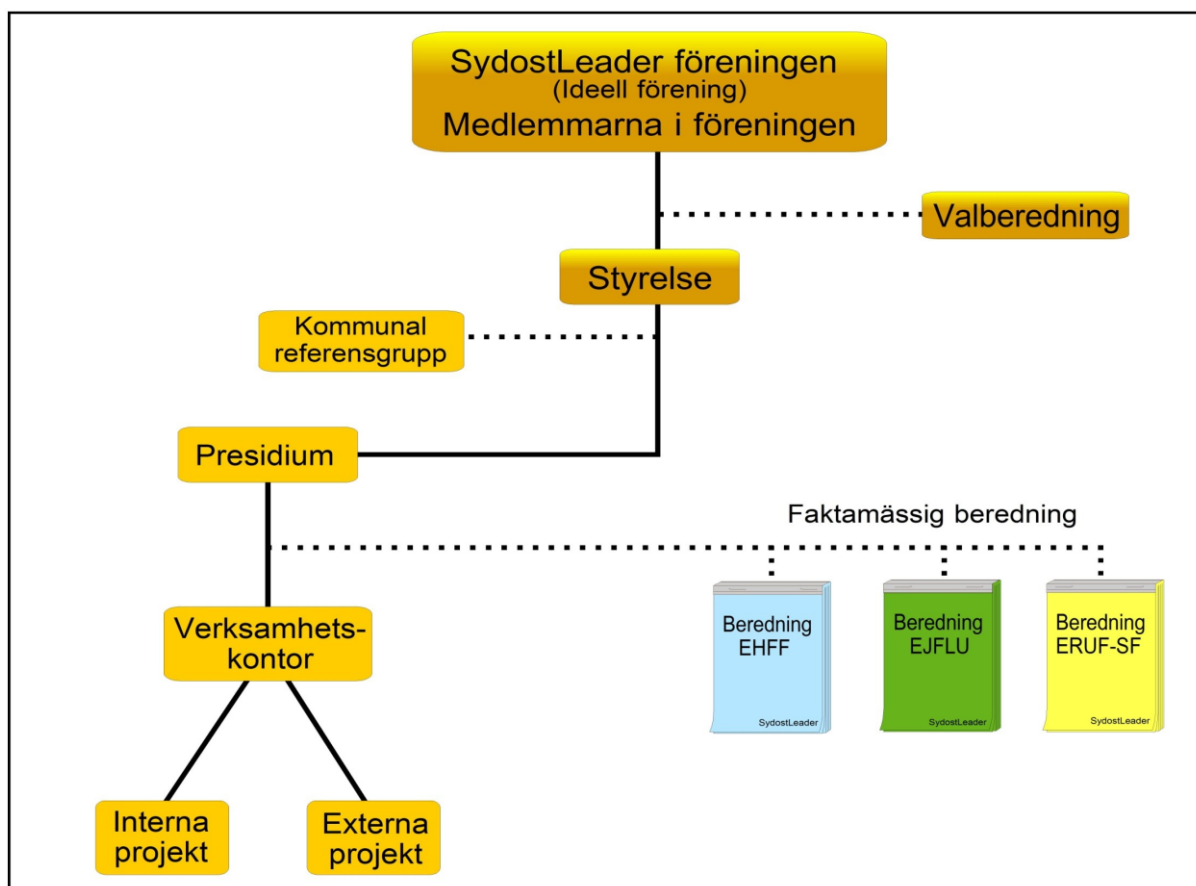 SydostLeader föreningen
(Ideell förening)
Medlemmarna i föreningen
Valberedning
Styrelse
Kommunal
referensgrupp
Presidium
Faktamässig beredning
Verksamhets-
kontor
Beredning
EHFF
SydostLeader
Beredning
EJFLU
SydostLeader
Beredning
ERUF-SF
SydostLeader
Interna
projekt
Externa
projekt